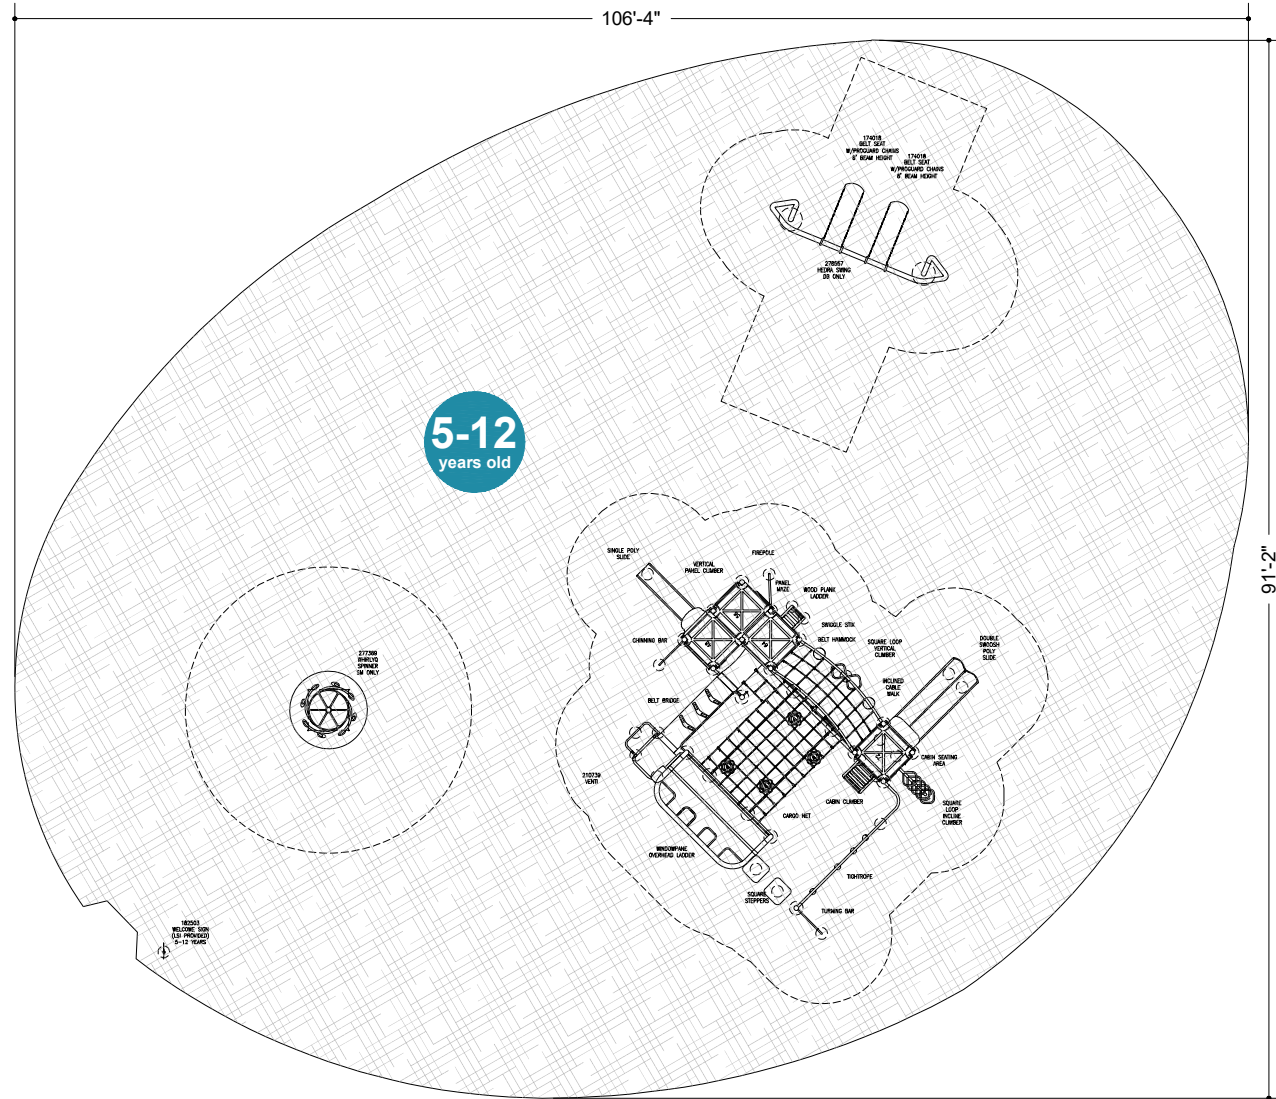 106'-4"
174018
BELT SEAT
W/PROGUARD CHAINS
8' BEAM HEIGHT
174018
BELT SEAT
W/PROGUARD CHAINS
8' BEAM HEIGHT
HEDRA SWING
DB ONLY
5-12
years old
91'-2"
SINGLE POLY
SLIDE
VERTICAL
PANEL CLIMBER
FIREPOLE
PANEL
MAZE
WOOD PLANK
LADDER
SWIGGLE STIK
BELT HAMMOCK
CHINNING BAR
SQUARE LOOP
VERTICAL
CLIMBER
DOUBLE
SWOOSH
POLY
SLIDE
INCLINED
CABLE
WALK
277389
WHIRLYQ
SPINNER
SM ONLY
BELT BRIDGE
CABIN SEATING
AREA
210739
VENTI
CABIN CLIMBER
CARGO NET
SQUARE
LOOP
INCLINE
CLIMBER
WINDOWPANE
OVERHEAD LADDER
TIGHTROPE
SQUARE
STEPPERS
TURNING BAR
182503
WELCOME SIGN
(LSI PROVIDED)
5-12 YEARS